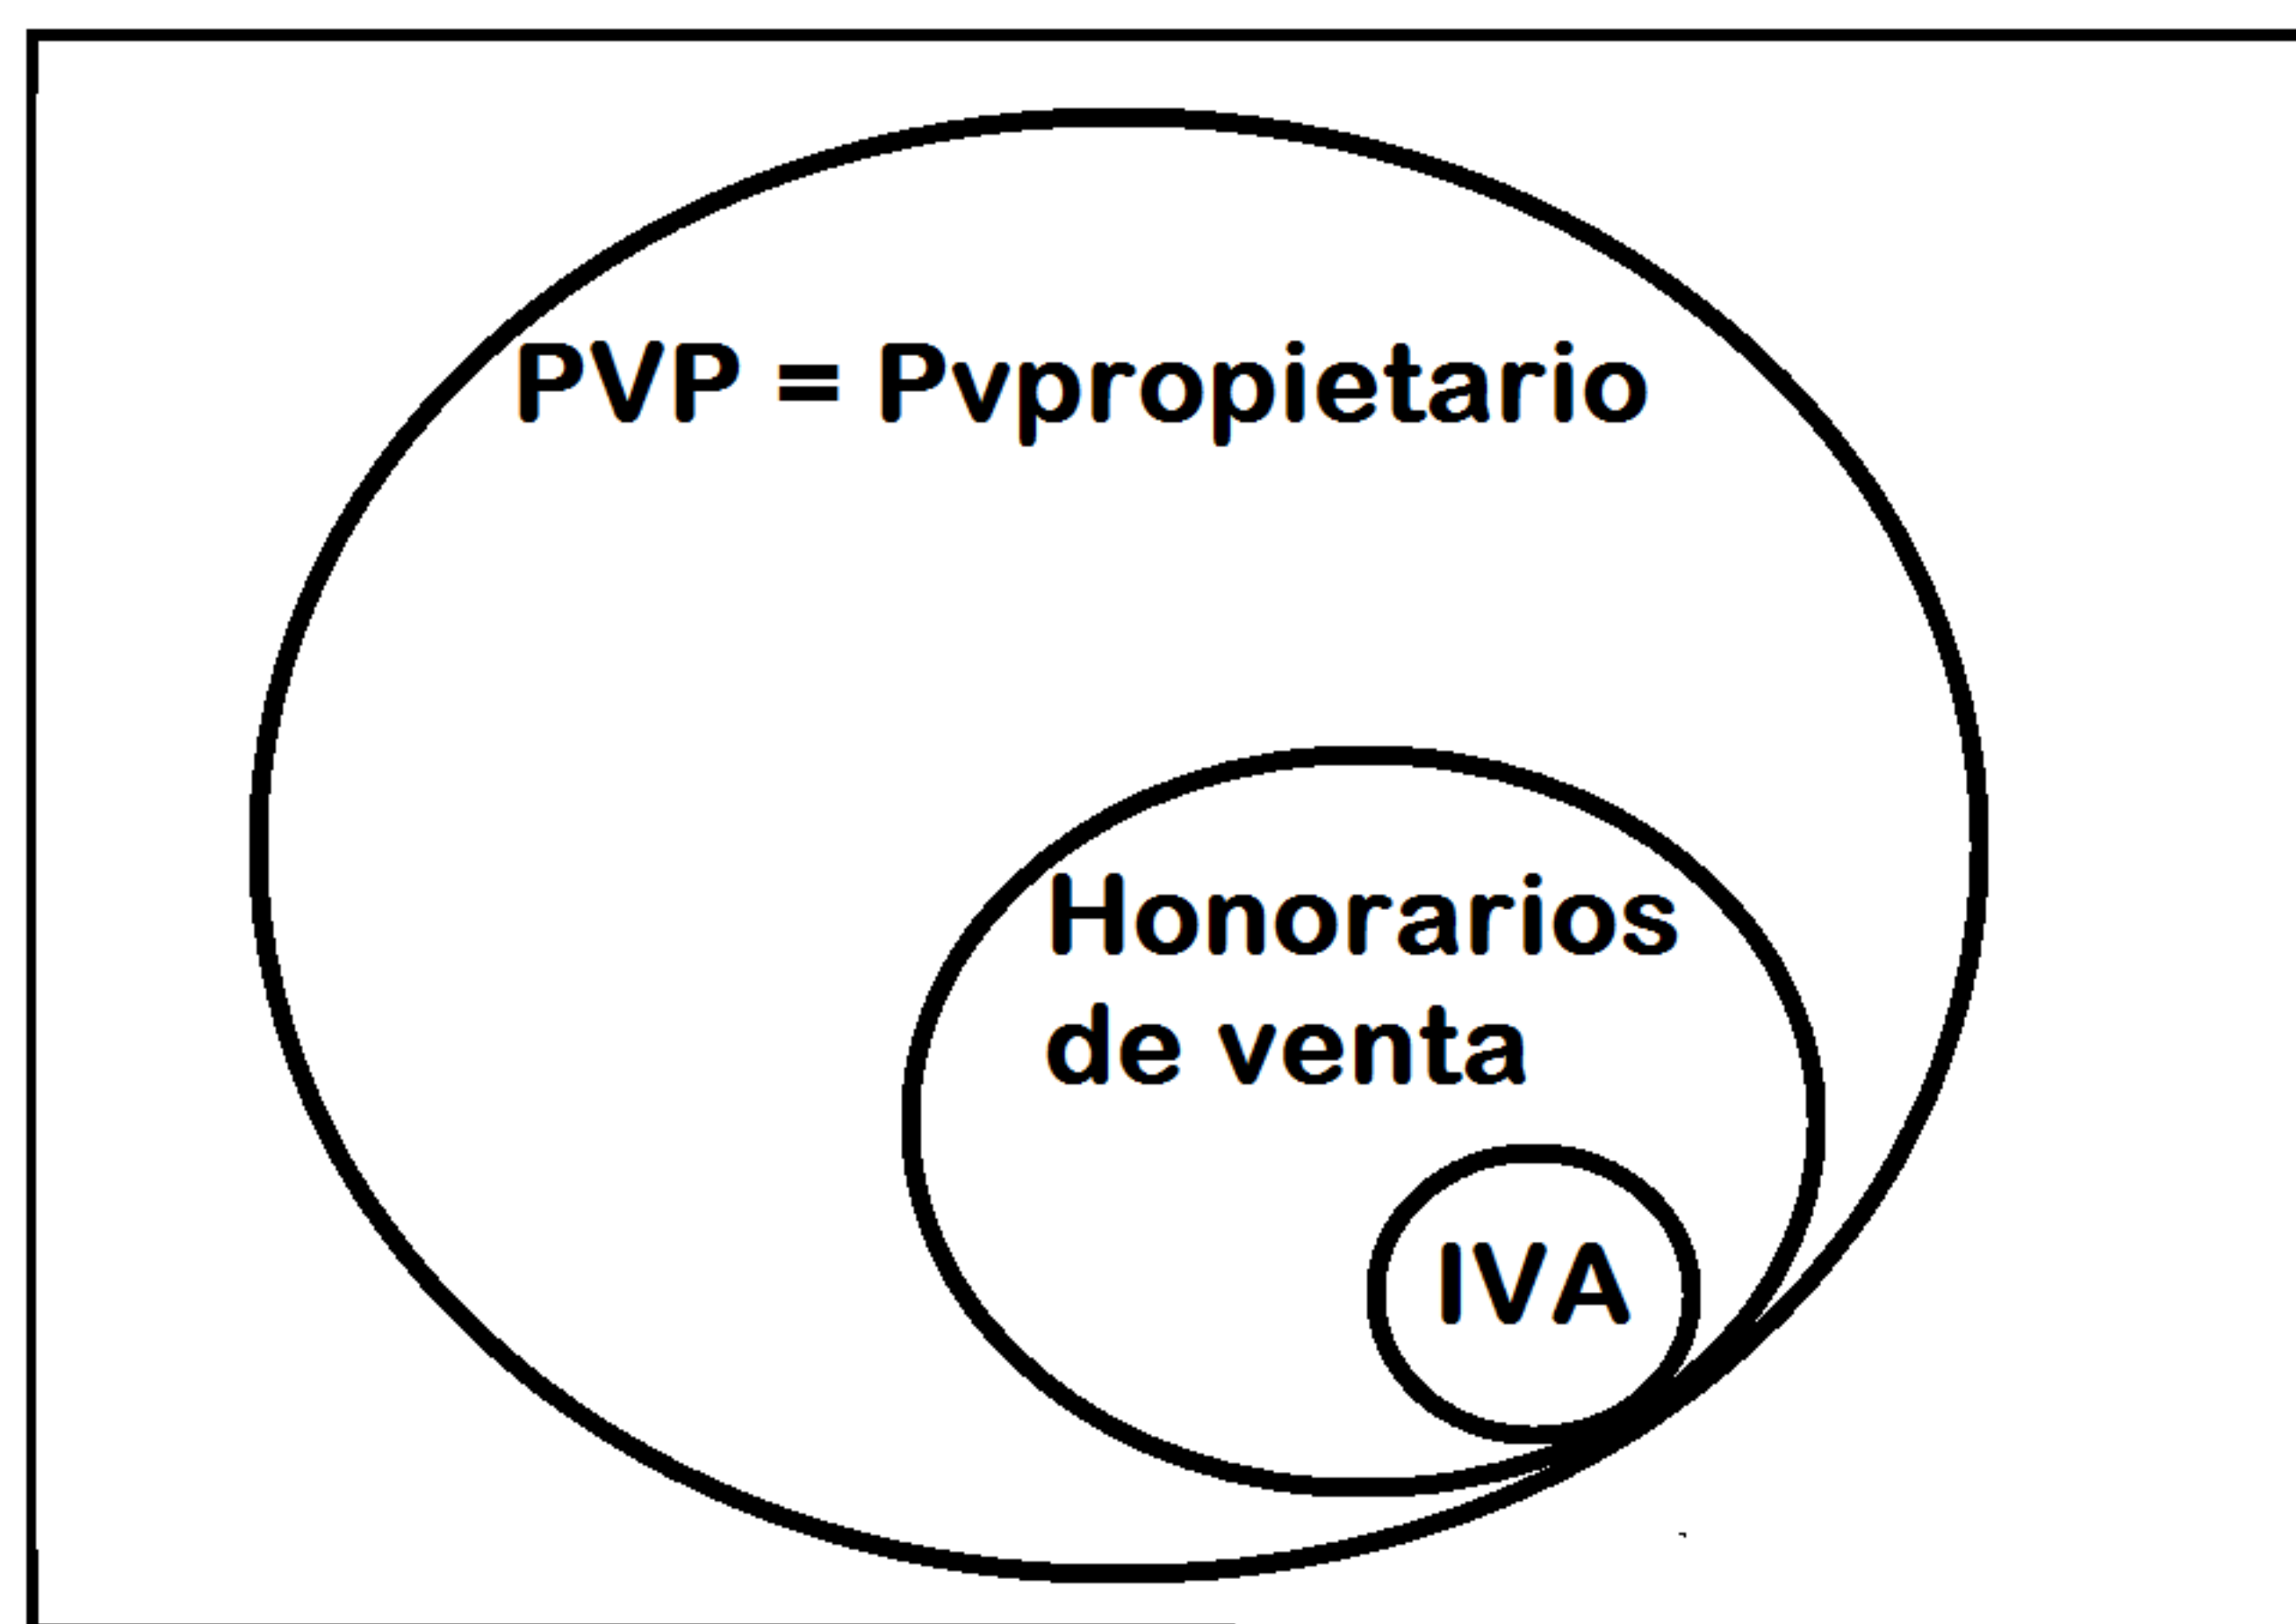 PVP = Pvpropietario
Honorarios
de venta
IVA